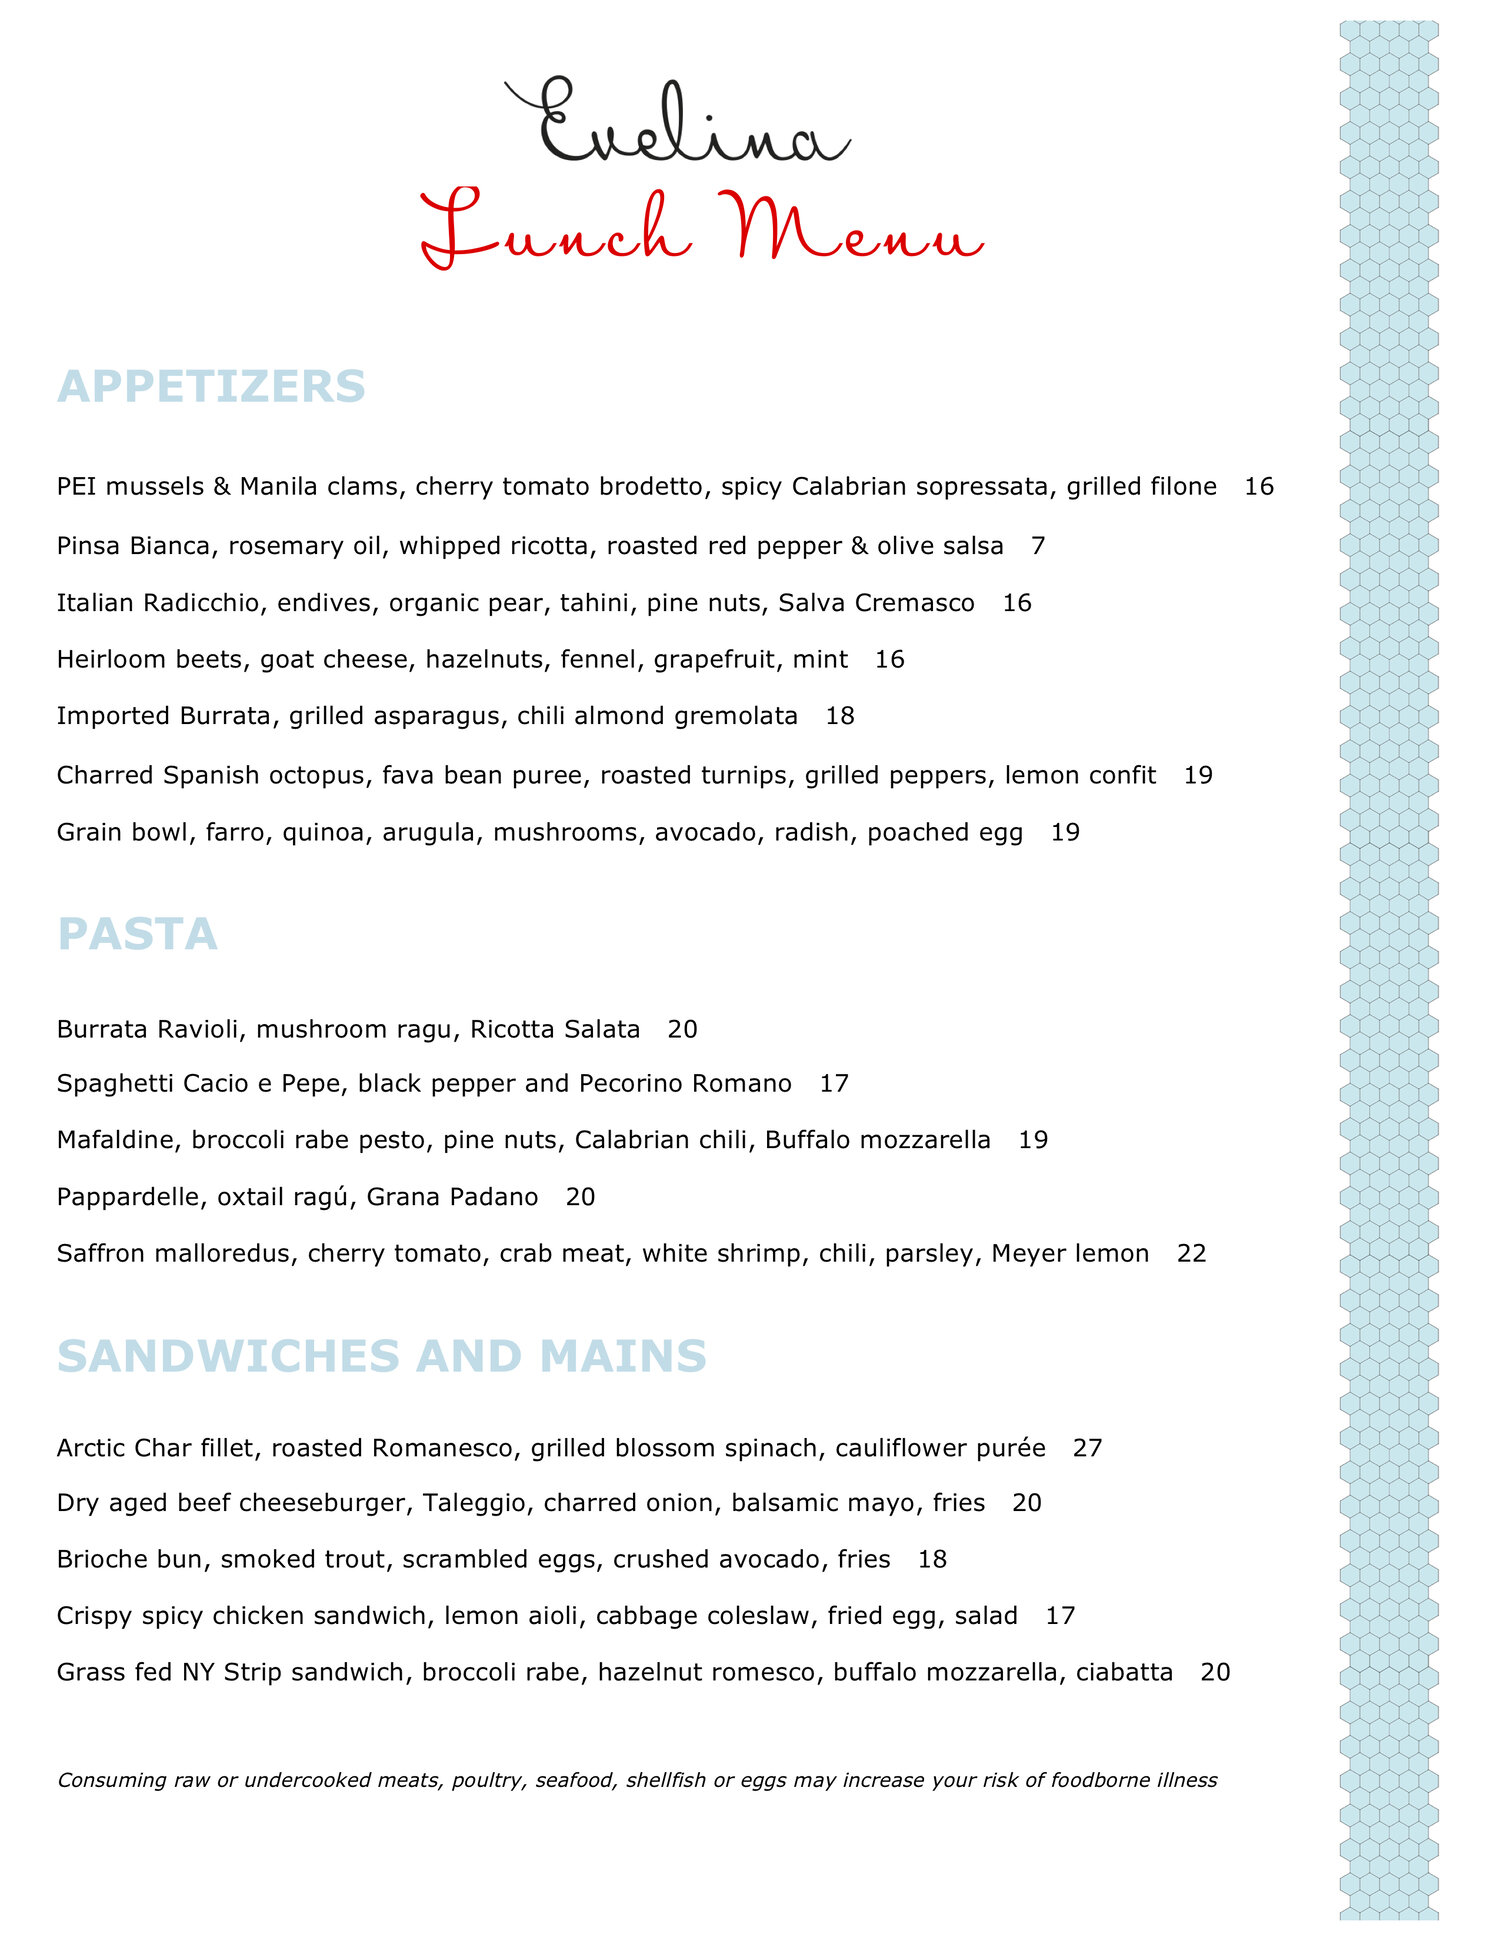 Evelina
Lunch Menu
APPETIZERS
PEI mussels & Manila clams, cherry tomato brodetto, spicy Calabrian sopressata, grilled filone 16
Pinsa Bianca, rosemary oil, whipped ricotta, roasted red pepper & olive salsa 7
Italian Radicchio, endives, organic pear, tahini, pine nuts, Salva Cremasco 16
Heirloom beets, goat cheese, hazelnuts, fennel, grapefruit, mint 16
Imported Burrata, grilled asparagus, chili almond gremolata 18
Charred Spanish octopus, fava bean puree, roasted turnips, grilled peppers, lemon confit 19
Grain bowl, farro, quinoa, arugula, mushrooms, avocado, radish, poached egg 19
PASTA
Burrata Ravioli, mushroom ragu, Ricotta Salata 20
Spaghetti Cacio e Pepe, black pepper and Pecorino Romano 17
Mafaldine, broccoli rabe pesto, pine nuts, Calabrian chili, Buffalo mozzarella 19
Pappardelle, oxtail ragú, Grana Padano 20
Saffron malloredus, cherry tomato, crab meat, white shrimp, chili, parsley, Meyer lemon 22
SANDWICHES AND MAINS
Arctic Char fillet, roasted Romanesco, grilled blossom spinach, cauliflower purée 27
Dry aged beef cheeseburger, Taleggio, charred onion, balsamic mayo, fries 20
Brioche bun, smoked trout, scrambled eggs, crushed avocado, fries 18
Crispy spicy chicken sandwich, lemon aioli, cabbage coleslaw, fried egg, salad 17
Grass fed NY Strip sandwich, broccoli rabe, hazelnut romesco, buffalo mozzarella, ciabatta 20
Consuming raw or undercooked meats, poultry, seafood, shellfish or eggs may increase your risk of foodborne illness